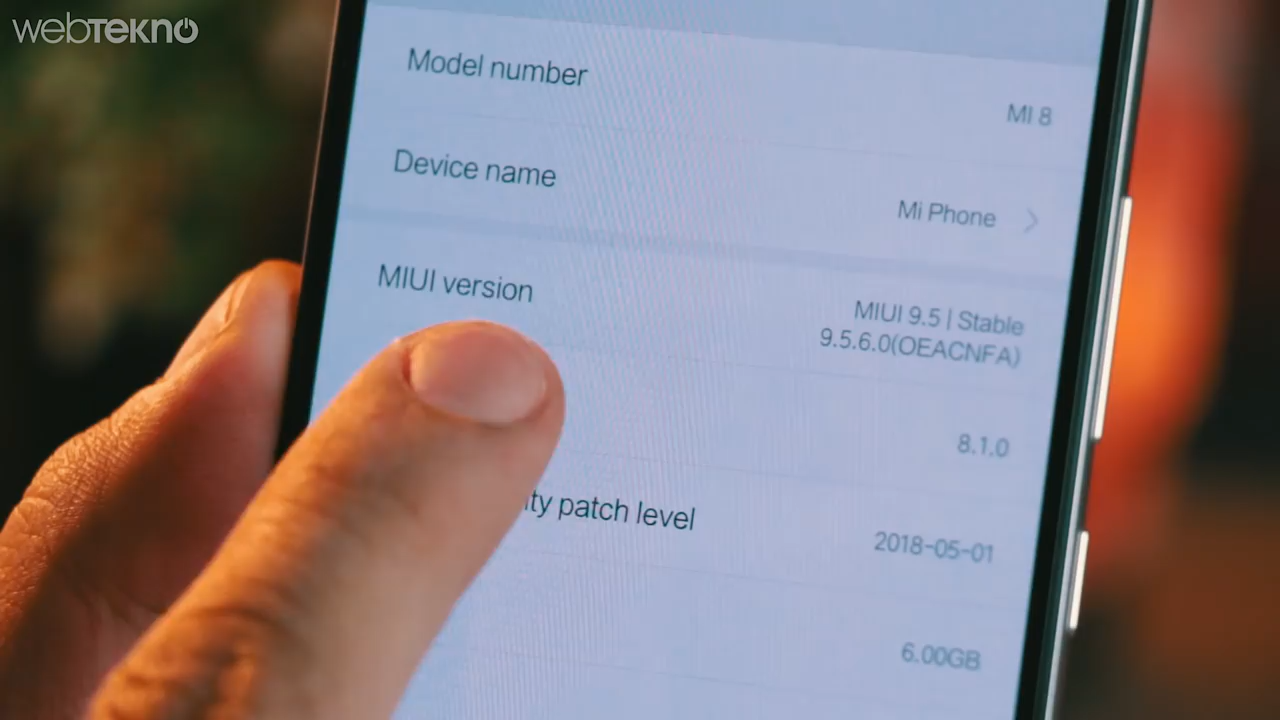 webTEKNO
Model number
MI 8
Device name
Mi Phone
MIUI version
MIUI 9.5 | Stable
9.5.6.0(OEACNFA)
8.1.0
patch level
2018-05-01
6.00GB